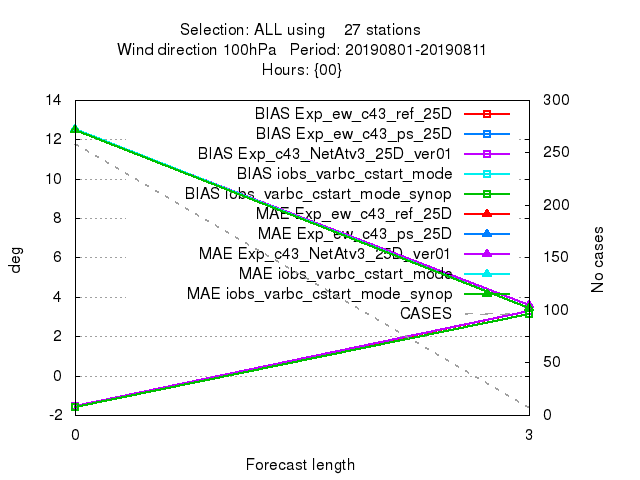 Selection: ALL using 27 stations
Wind direction 100hPa Period: 20190801-20190811
Hours: {00}
14
12
10
8
6
4
2
0
-2
deg
300
250
200
150
100
50
0
No cases
BIAS Exp_ew_c43_ref_25D
BIAS Exp_ew_c43_ps_25D
BIAS Exp_c43_NetAtv3_25D_ver01
BIAS iobs_varbc_cstart_mode
BIAS iobs_varbc_cstart_mode_synop
MAE Exp_ew_c43_ref_25D
MAE Exp_ew_c43_ps_25D
MAE Exp_c43_NetAtv3_25D_ver01
MAE iobs_varbc_cstart_mode
MAE iobs_varbc_cstart_mode_synop
CASES
0
3
Forecast length